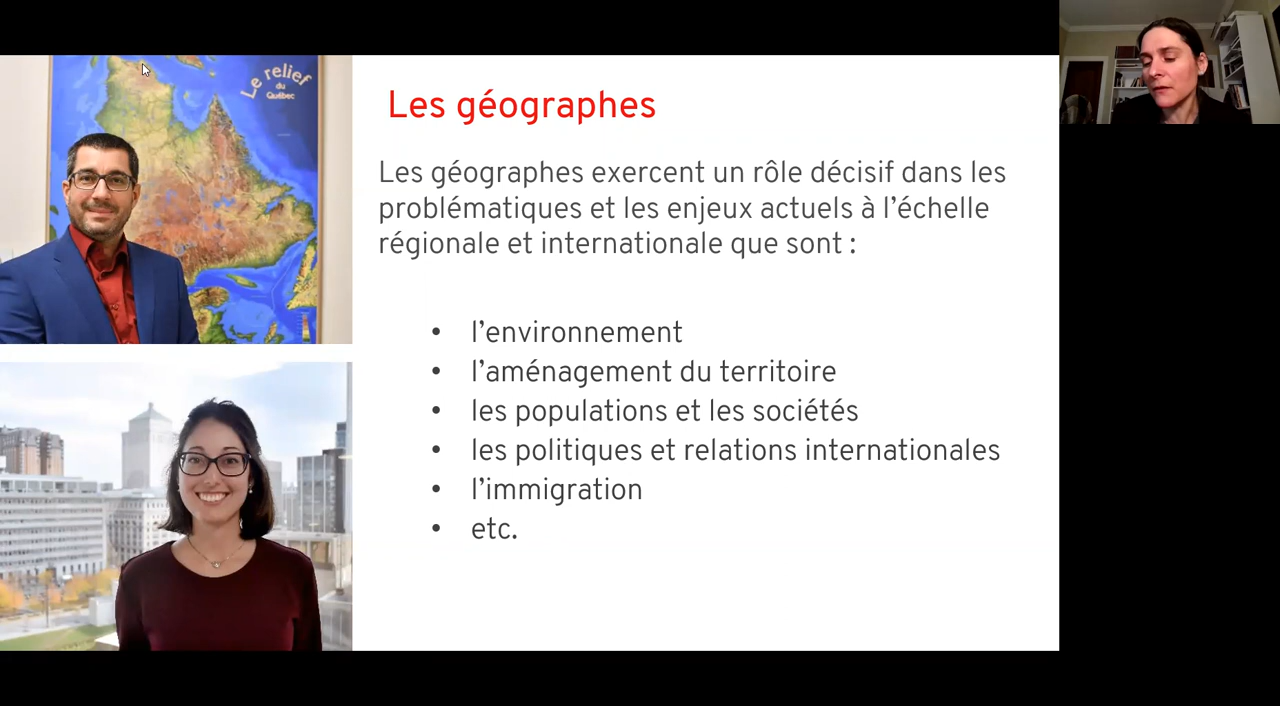 Le relief
du
Québec
Les géographes
Les géographes exercent un rôle décisif dans les
problématiques et les enjeux actuels à l’échelle
régionale et internationale que sont :
• l’environnement
• l’aménagement du territoire
• les populations et les sociétés
• les politiques et relations internationales
• l’immigration
• etc.